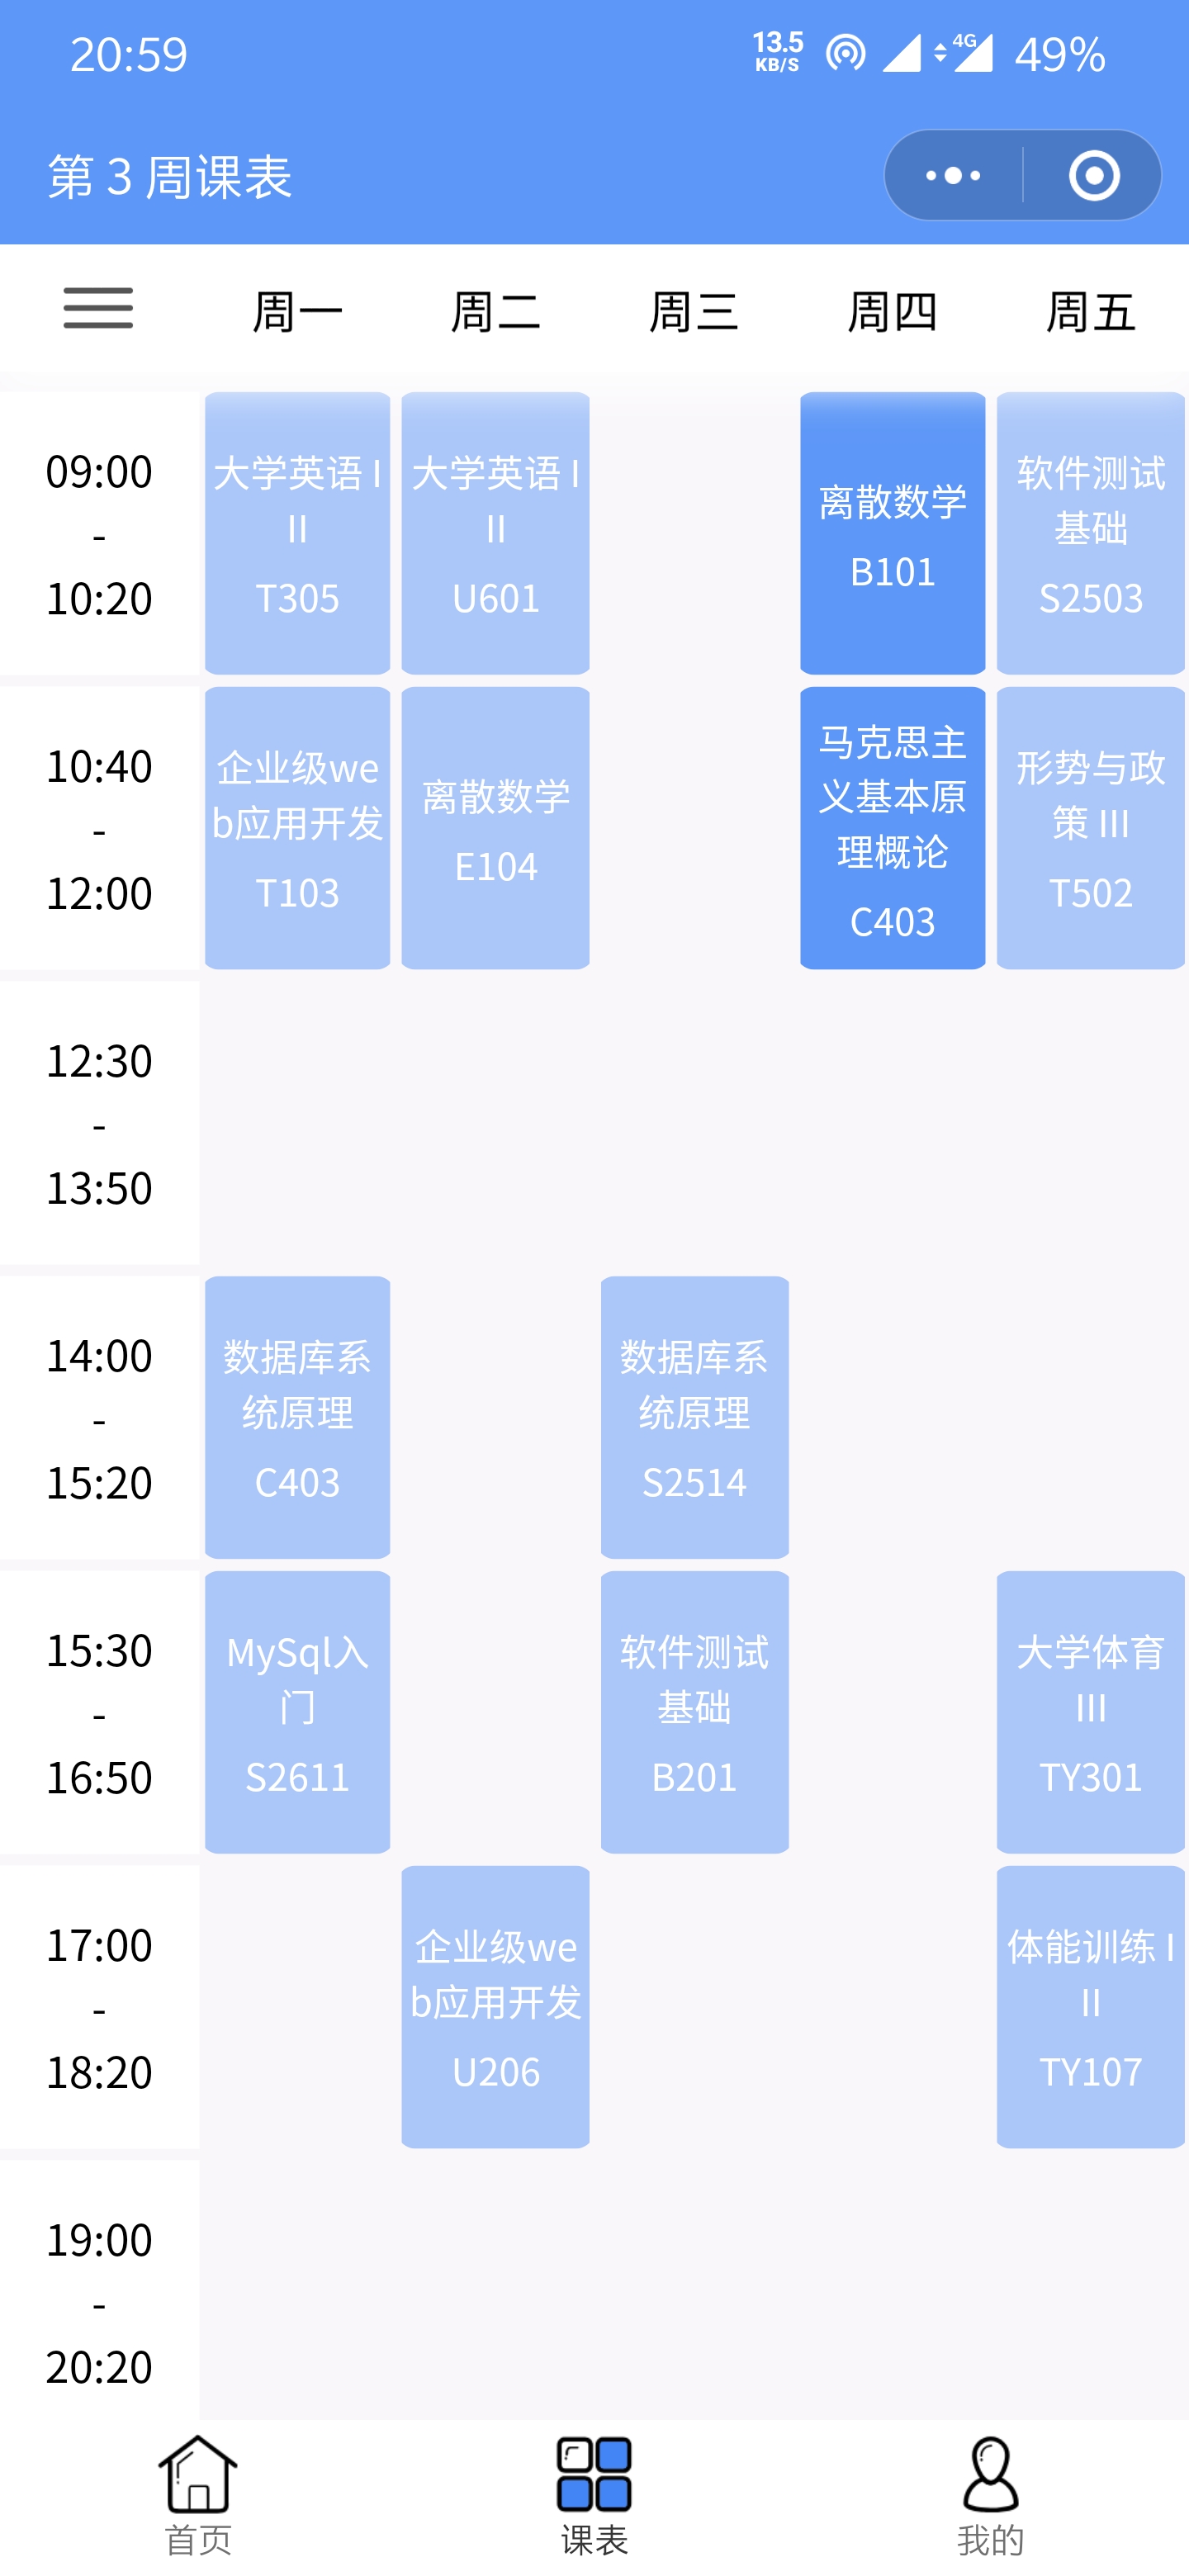 20:59
13.5
KB/S
4G
49%
第 3 周课表
周一 周二 周三 周四 周五
09:00
-
10:20
大学英语 I
II
T305
大学英语 I
II
U601
离散数学
B101
软件测试
基础
S2503
10:40
-
12:00
企业级we
b应用开发
T103
离散数学
E104
马克思主
义基本原
理概论
C403
形势与政
策 III
T502
12:30
-
13:50
14:00
-
15:20
数据库系
统原理
C403
数据库系
统原理
S2514
15:30
-
16:50
MySql入
门
S2611
软件测试
基础
B201
大学体育
III
TY301
17:00
-
18:20
企业级we
b应用开发
U206
体能训练 I
II
TY107
19:00
-
20:20
首页
课表
我的